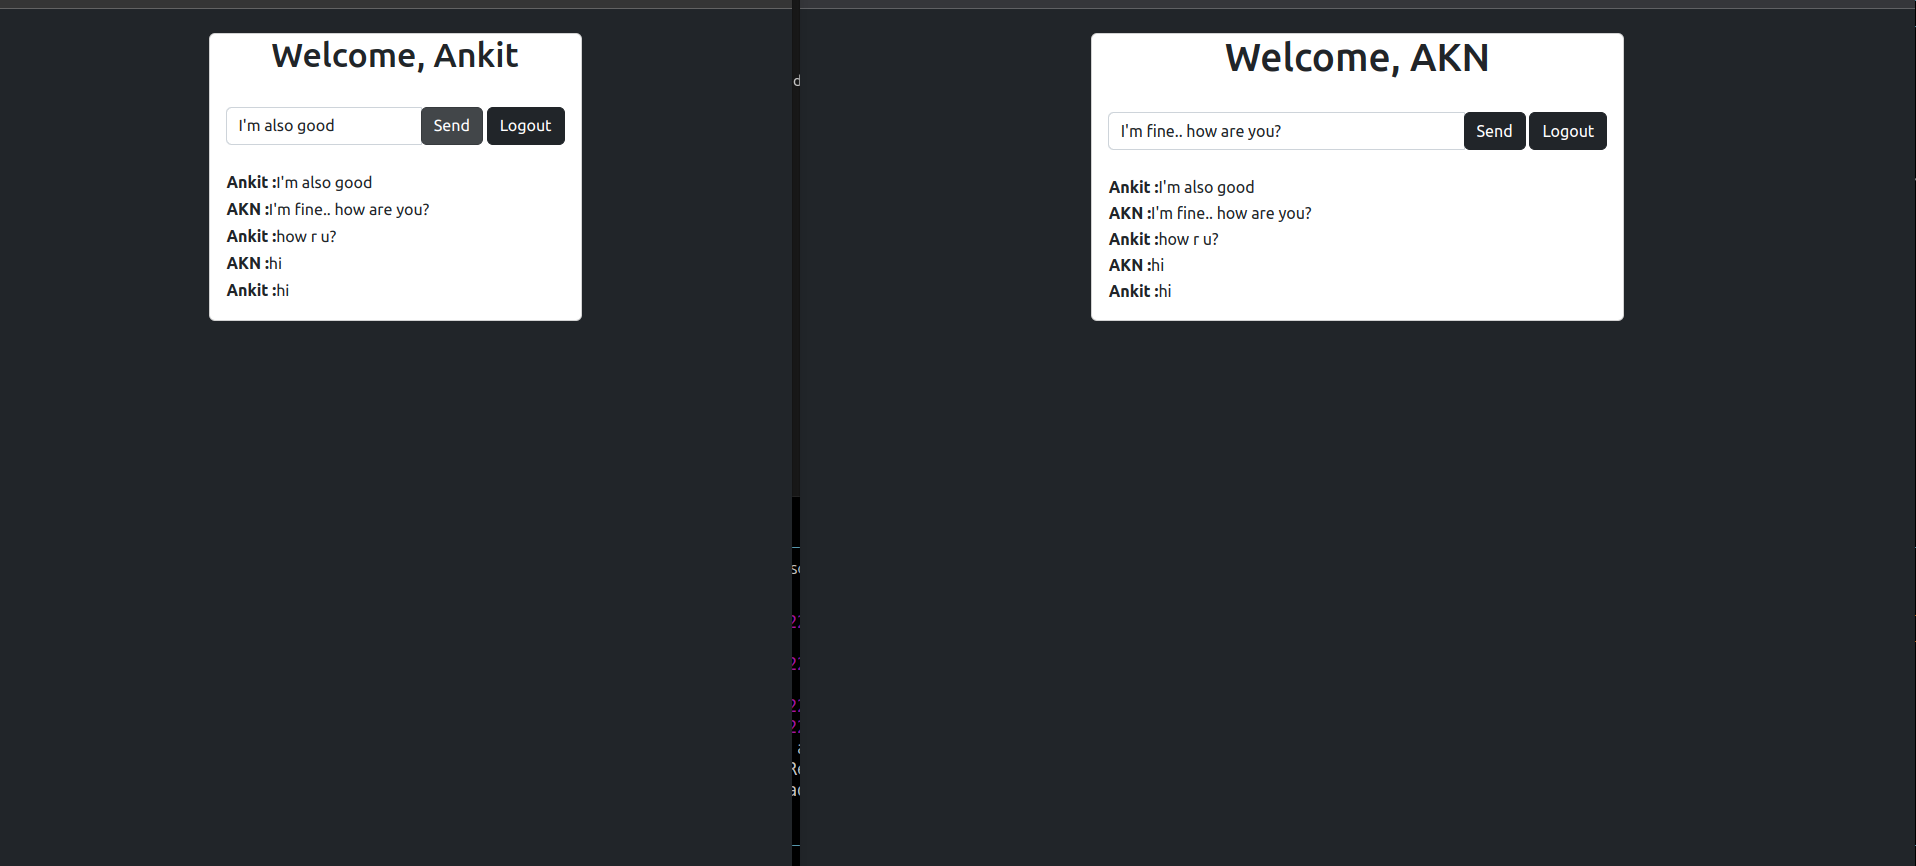 Welcome, Ankit
I'm also good Send Logout
Ankit :I'm also good
AKN :I'm fine.. how are you?
Ankit :how r u?
AKN :hi
Ankit :hi
Welcome, AKN
I'm fine.. how are you? Send Logout
Ankit :I'm also good
AKN :I'm fine.. how are you?
Ankit :how r u?
AKN :hi
Ankit :hi